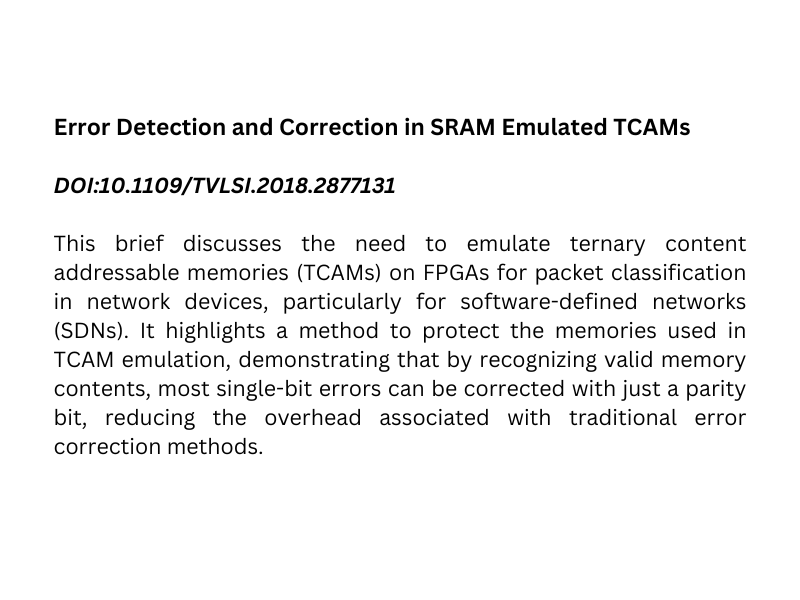 Error Detection and Correction in SRAM Emulated TCAMs
DOI:10.1109/TVLSI.2018.2877131
This brief discusses the need to emulate ternary content
addressable memories (TCAMs) on FPGAs for packet classification
in network devices, particularly for software-defined networks
(SDNs). It highlights a method to protect the memories used in
TCAM emulation, demonstrating that by recognizing valid memory
contents, most single-bit errors can be corrected with just a parity
bit, reducing the overhead associated with traditional error
correction methods.